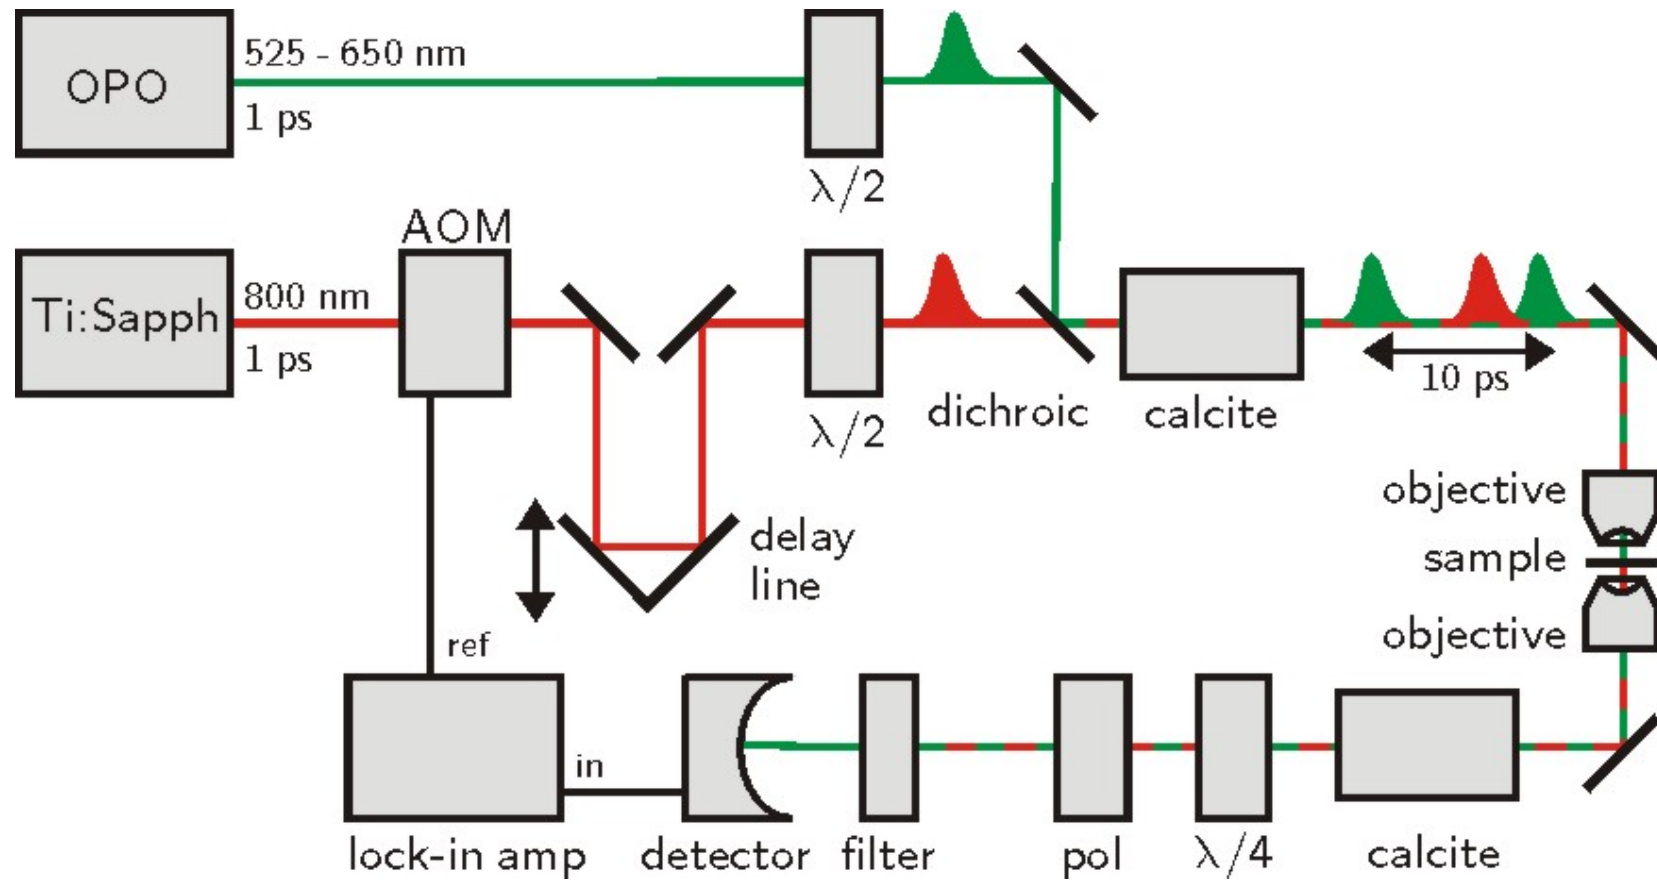 525 - 650 nm
OPO
1 ps
λ/2
AOM
800 nm
Ti:Sapph
1 ps
10 ps
dichroic
calcite
λ/2
objective
delay
line
sample
objective
ref
in
lock-in amp
detector
filter
pol
λ/4
calcite